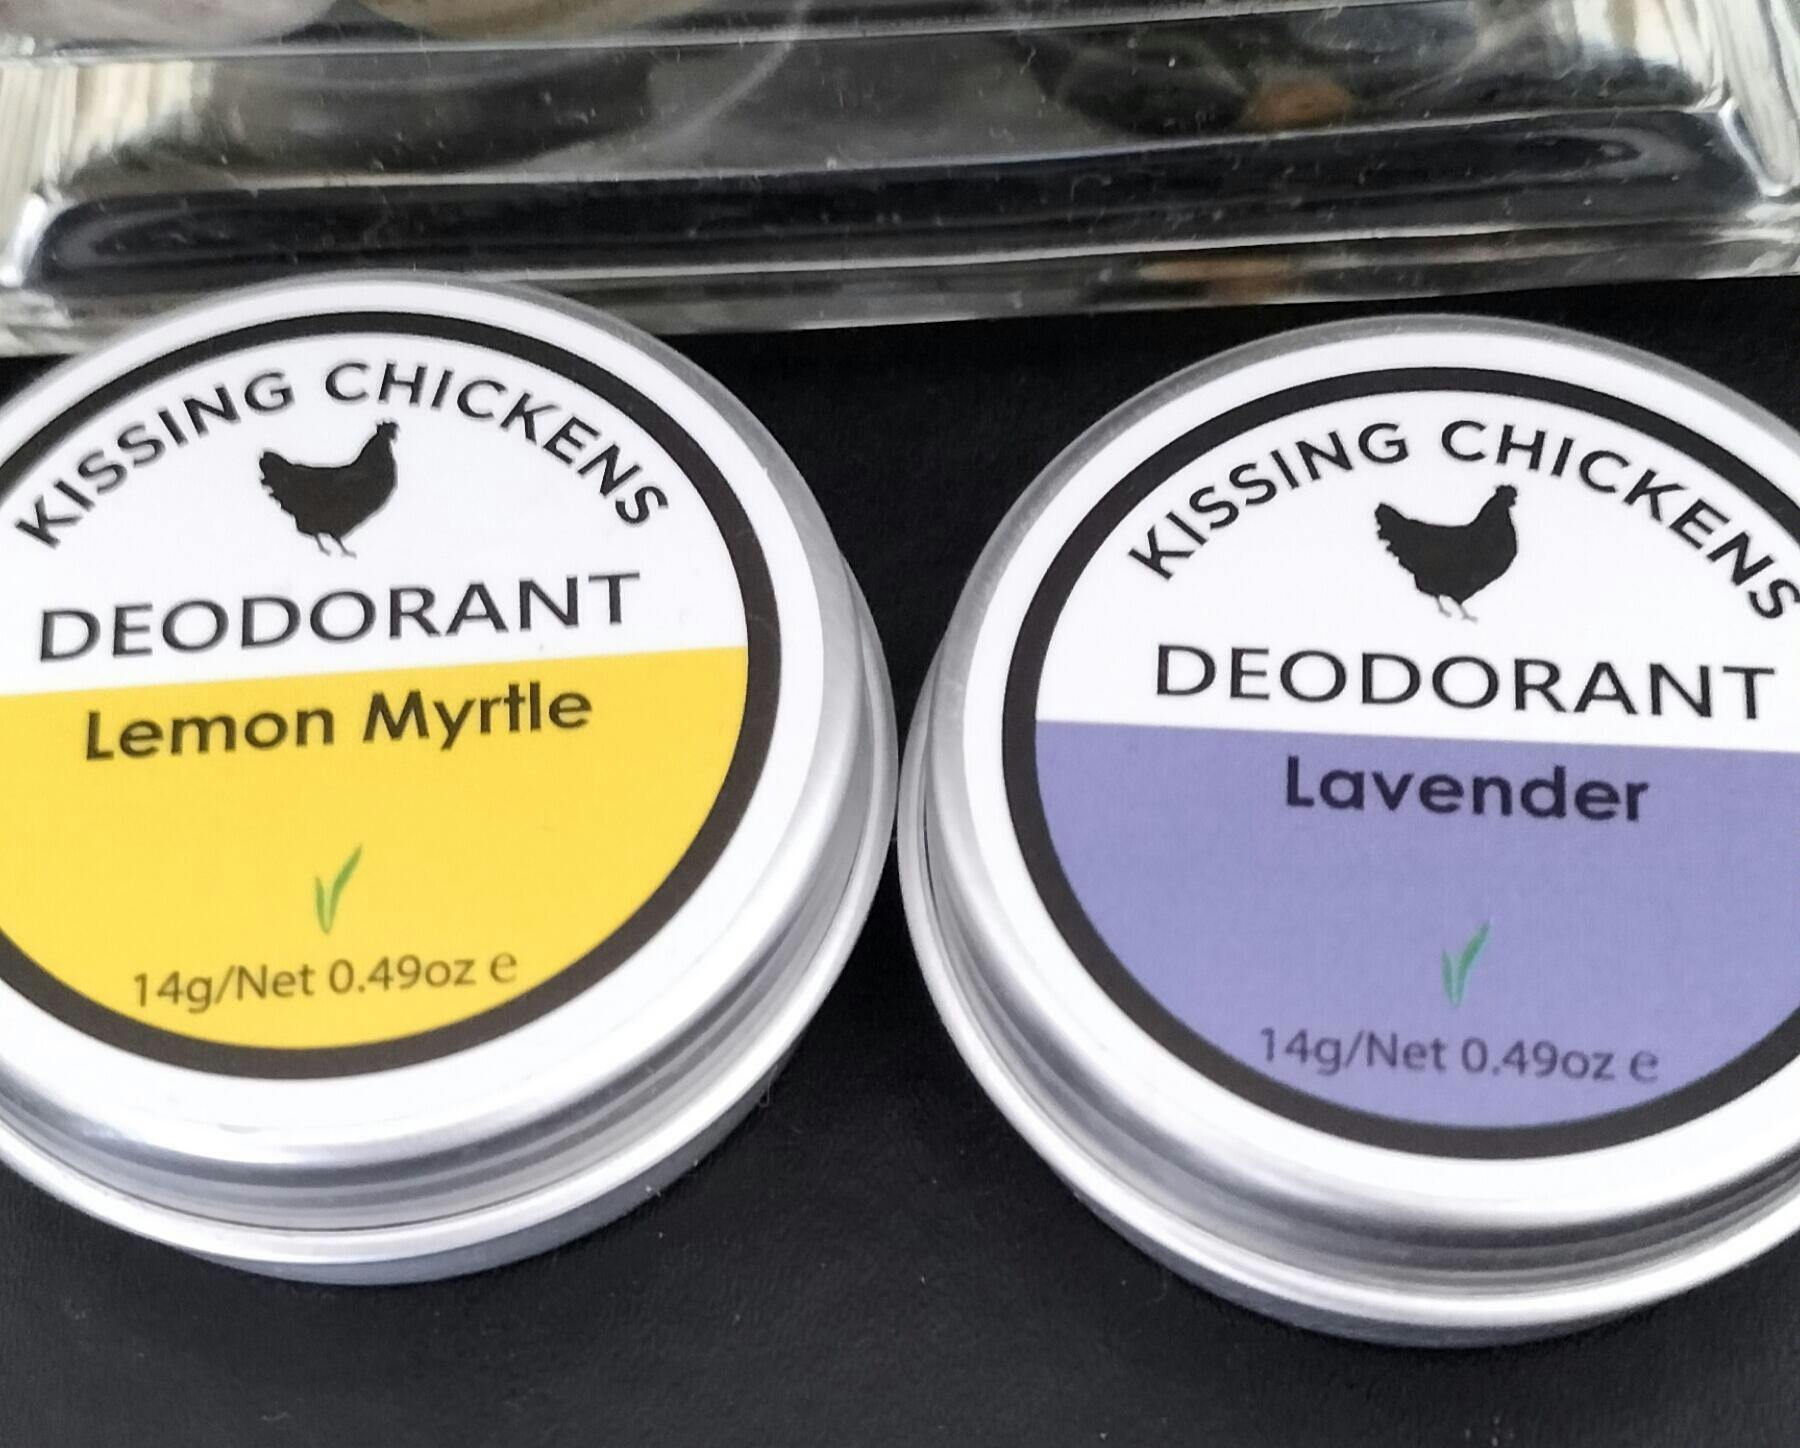 KISSING CHICKENS
DEODORANT
Lemon Myrtle
14g/Net 0.49oz e
KISSING CHICKENS
DEODORANT
Lavender
14g/Net 0.49oz e